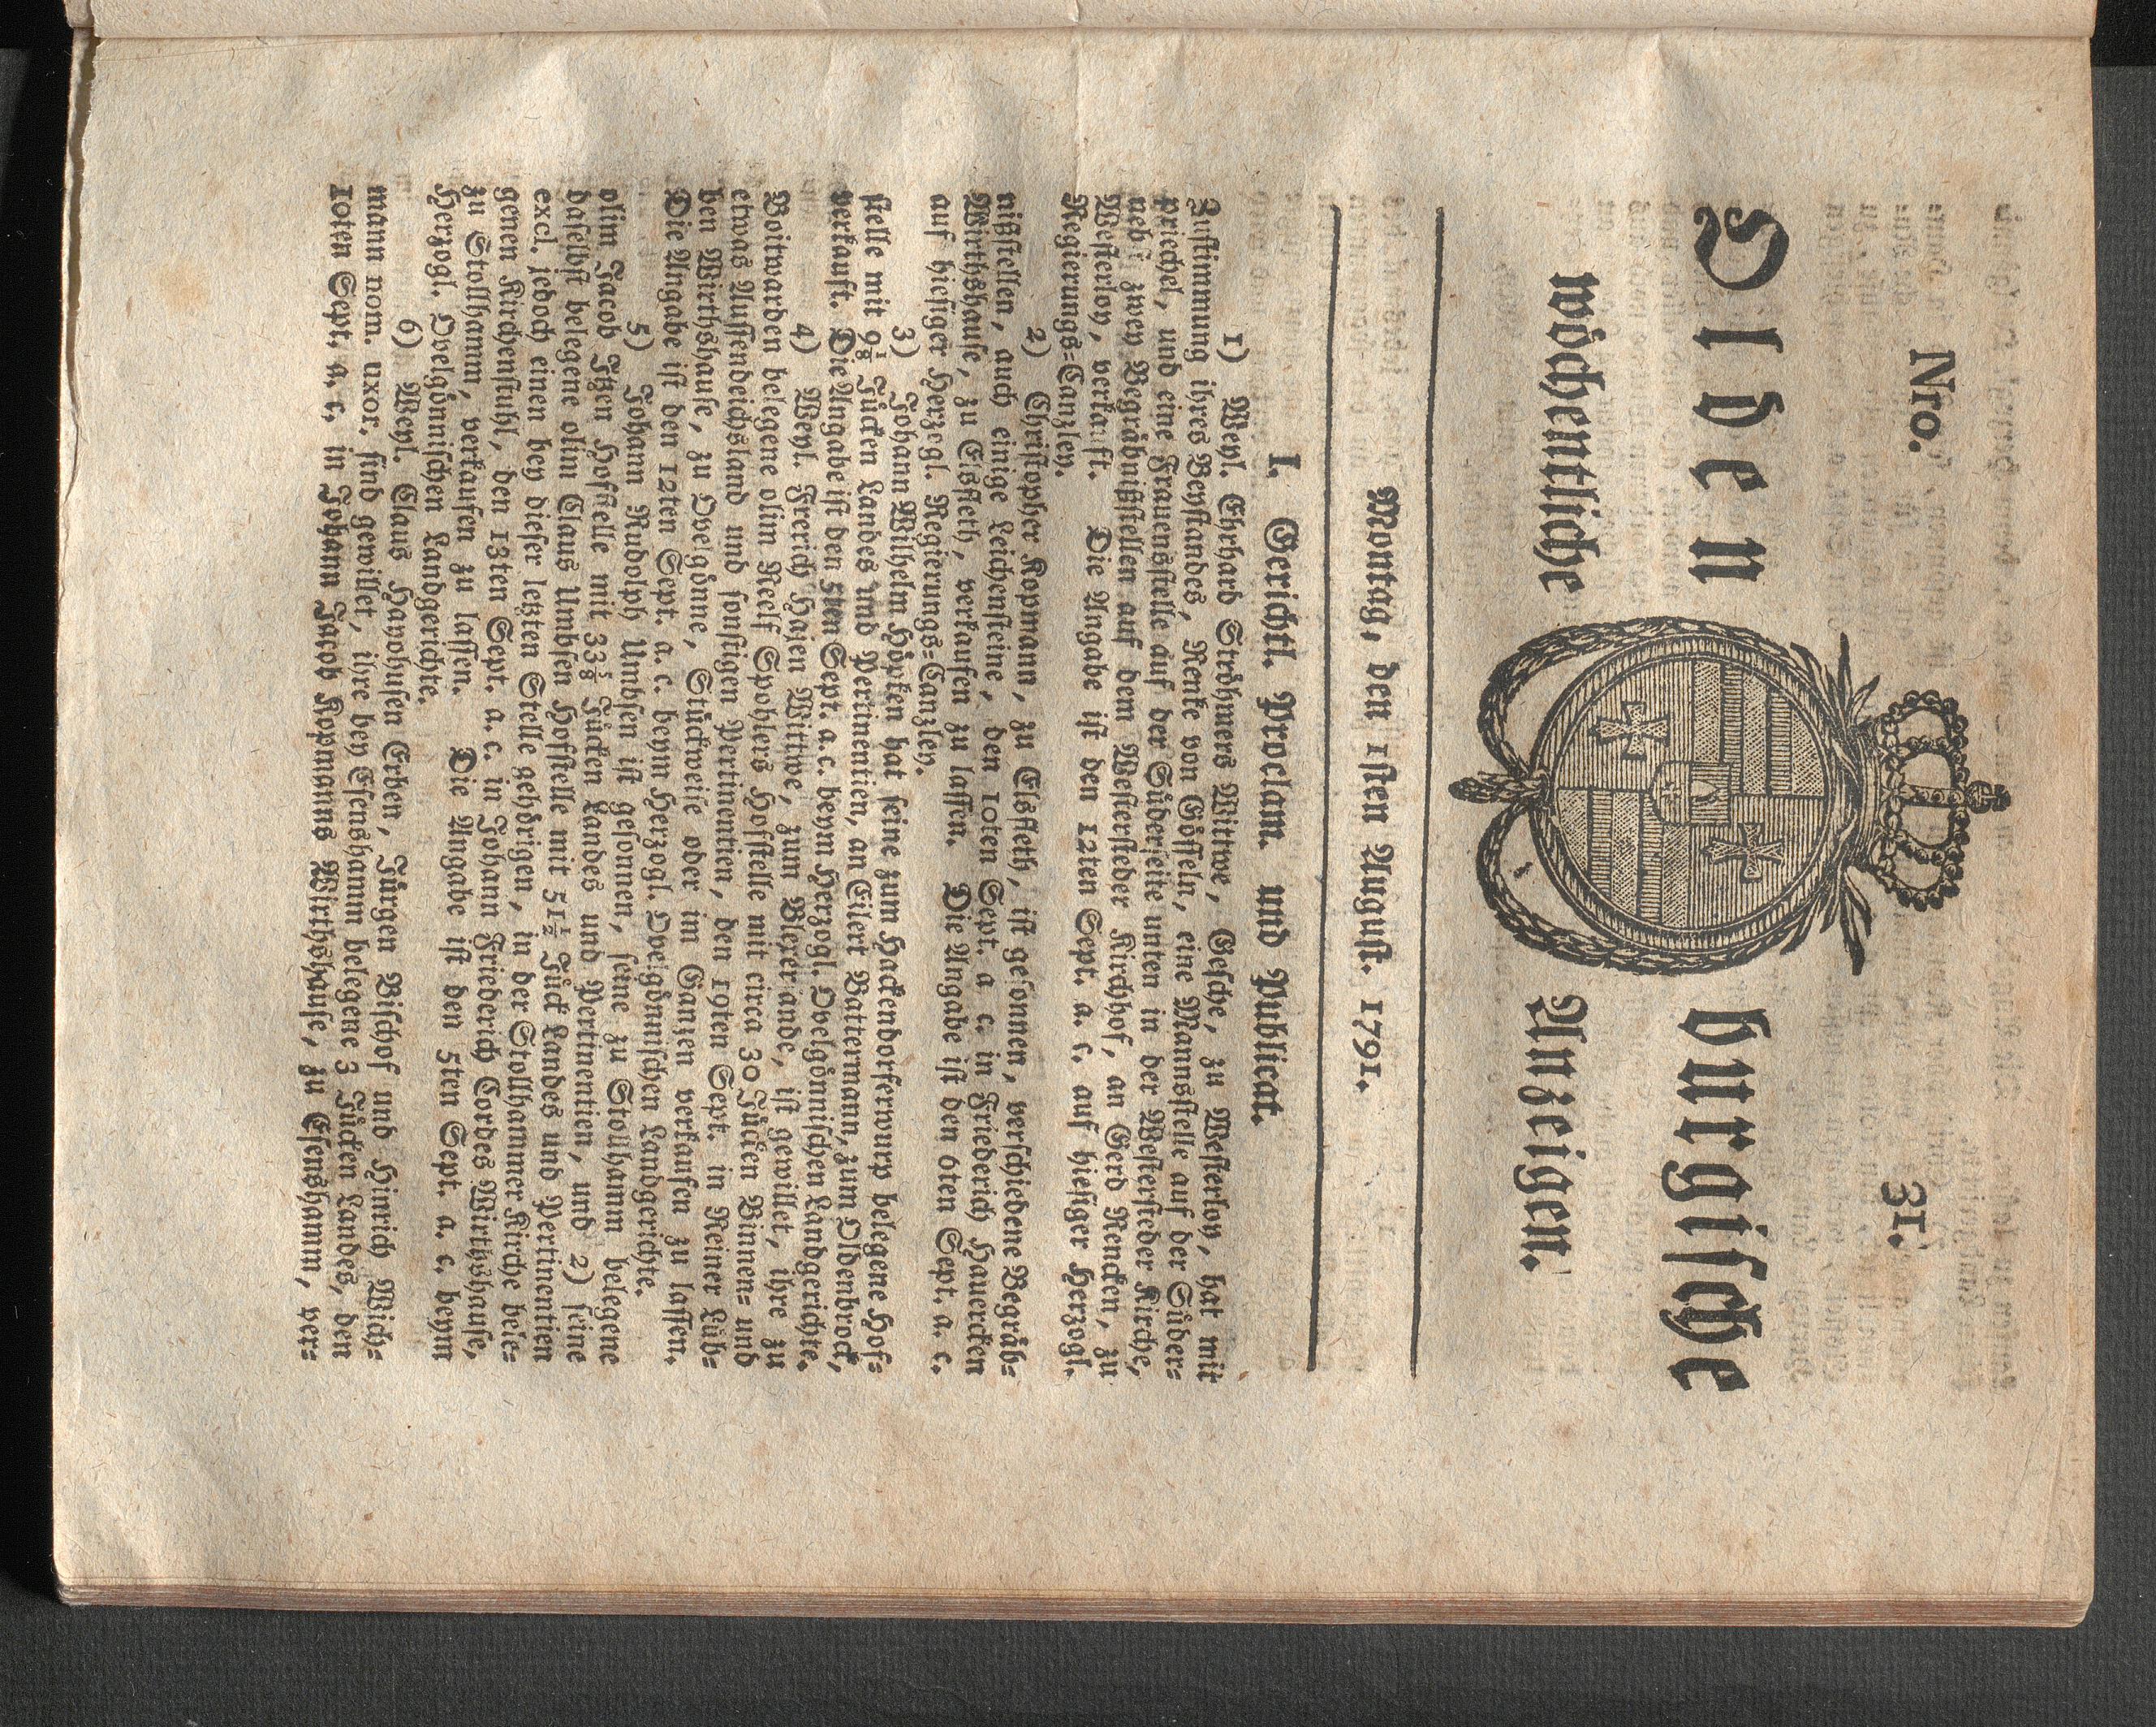 Nro. 31.
Olden burgische
wöchentliche Anzeigen.
Montag, den 1sten August. 1791.
I. Gerichtl. Proclam. und Publicat.
1) Weyl. Ehrhard Ströhmers Wittwe, Gesche, zu Westerloy, hat mit
Zustimmung ihres Beystandes, Renke von Gösseln, eine Mannsstelle auf der Süder-
prichel, und eine Frauensstelle auf der Süderseite unten in der Westersteder Kirche,
nebst zwey Begräbnißstellen auf dem Westersteder Kirchhof, an Gerd Rencken, zu
Westerloy, verkauft. Die Angabe ist den 12ten Sept. a. c. auf hiesiger Herzogl.
Regierungs-Canzley.
2) Christopher Kopmann, zu Elsfleth, ist gesonnen, verschiedene Begräb-
nißstellen, auch einige Leichensteine, den 10ten Sept. a c. in Friederich Hauerken
Wirthshause, zu Elsfleth, verkaufen zu lassen. Die Angabe ist den 6ten Sept. a. c.
auf hiesiger Herzogl. Regierungs-Canzley.
3) Johann Wilhelm Höpken hat seine zum Hackendorferwurp belegene Hof-
stelle mit 9⅛ Jücken Landes und Pertinentien, an Eilert Battermann, zum Oldenbrock,
verkauft. Die Angabe ist den 5ten Sept. a. c. beym Herzogl. Ovelgönnischen Landgerichte.
4) Weyl. Frerich Hajen Wittwe, zum Blexersande, ist gewillet, ihre zu
Boitwarden belegene olim Reelf Spohlers Hofstelle mit circa 30 Jücken Binnen- und
etwas Aussendeichsland und sonstigen Pertinentien, den 19ten Sept. in Reiner Lüb-
ben Wirthshause, zu Ovelgönne, Stückweise oder im Ganzen verkaufen zu lassen.
Die Angabe ist den 12ten Sept. a. c. beym Herzogl. Ovelgönnischen Landgerichte.
5) Johann Rudolph Umbsen ist gesonnen, seine zu Stollhamm belegene
olim Jacob Itzen Hofstelle mit 33⅝ Jücken Landes und Pertinentien, und 2) seine
daselbst belegene olim Claus Umbsen Hofstelle mit 51½ Jück Landes und Pertinentien
excl. jedoch einen bey dieser letzten Stelle gehörigen, in der Stollhammer Kirche bele-
genen Kirchenstuhl, den 13ten Sept. a. c. in Johann Friederich Cordes Wirthshause,
zu Stollhamm, verkaufen zu lassen. Die Angabe ist den 5ten Sept. a. c. beym
Herzogl. Ovelgönnischen Landgerichte.
6) Weyl. Claus Hayohusen Erben, Jürgen Bischof und Hinrich Wich-
mann nom. uxor, sind gewillet, ihre bey Esenshamm belegene 3 Jücken Landes, den
10ten Sept. a. c. in Johann Jacob Kopmanns Wirthshause, zu Esenshamm, ver-